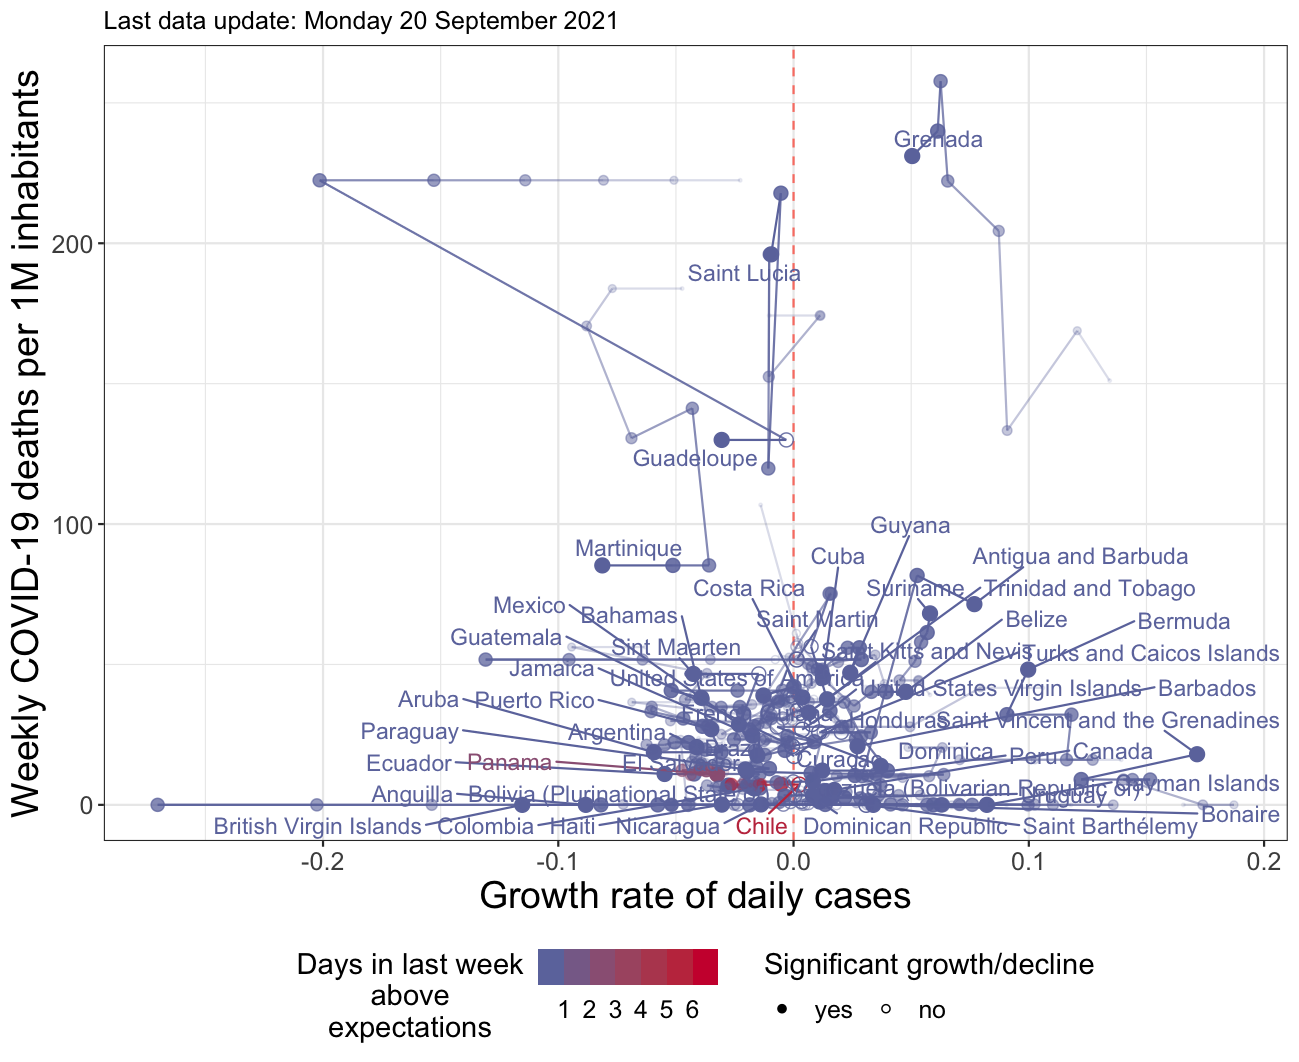 Last data update: Monday 20 September 2021
Weekly COVID-19 deaths per 1M inhabitants
200
100
0
Grenada
Saint Lucia
Guadeloupe
Guyana
Martinique
Cuba
Antigua and Barbuda
Costa Rica
Suriname
Trinidad and Tobago
Mexico
Bahamas
Saint Martin
Belize
Bermuda
Guatemala
Sint Maarten
Saint Kitts and Nevis
Turks and Caicos Islands
Jamaica
United States of America
United States Virgin Islands
Barbados
Aruba
Puerto Rico
Honduras
Saint Vincent and the Grenadines
Paraguay
Argentina
Brazil
Dominica
Peru
Canada
Ecuador
Panama
El Salvador
Curaçao
Anguilla
Bolivia (Plurinational State
(Bolivarian Republic of)
Uruguay
Cayman Islands
Bonaire
British Virgin Islands
Colombia
Haiti
Nicaragua
Chile
Dominican Republic
Saint Barthélemy
-0.2
-0.1
0.0
0.1
0.2
Growth rate of daily cases
Days in last week
above
expectations
1 2 3 4 5 6
Significant growth/decline
yes
no